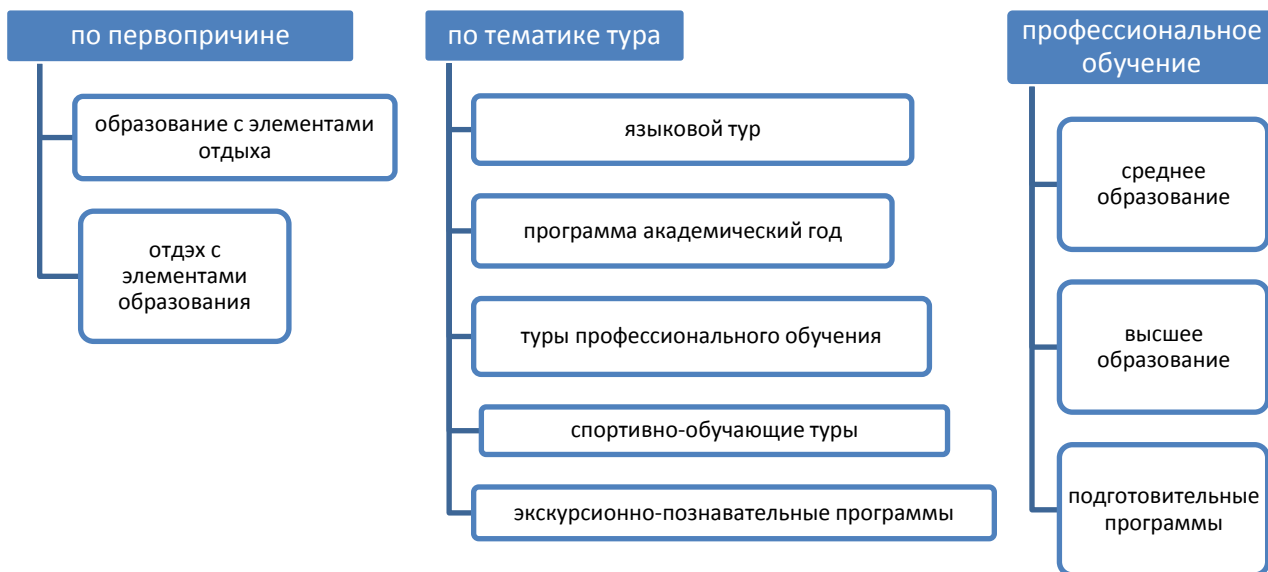 по первопричине
образование с элементами
отдыха
отдэх с
элементами
образования
по тематике тура
языковой тур
программа академический год
туры профессионального обучения
спортивно-обучающие туры
экскурсионно-познавательные программы
профессиональное
обучение
среднее
образование
высшее
образование
подготовительные
программы